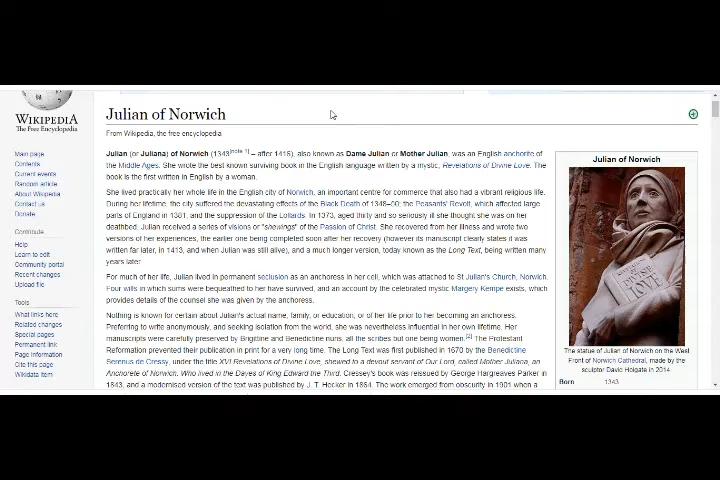 WIKIPEDIA
The Free Encyclopedia
Main page
Contents
Current events
Random article
About Wikipedia
Contact us
Donate
Contribute
Help
Learn to edit
Community portal
Recent changes
Upload file
Tools
What links here
Related changes
Special pages
Permanent link
Page information
Cite this page
Wikidata item
Julian of Norwich
From Wikipedia, the free encyclopedia
Julian (or Juliana) of Norwich (1343[note 1] – after 1416), also known as Dame Julian or Mother Julian, was an English anchorite of
the Middle Ages. She wrote the best known surviving book in the English language written by a mystic, Revelations of Divine Love. The
book is the first written in English by a woman.
She lived practically her whole life in the English city of Norwich, an important centre for commerce that also had a vibrant religious life.
During her lifetime, the city suffered the devastating effects of the Black Death of 1348–50; the Peasants' Revolt, which affected large
parts of England in 1381, and the suppression of the Lollards. In 1373, aged thirty and so seriously ill she thought she was on her
deathbed, Julian received a series of visions or "shewings" of the Passion of Christ. She recovered from her illness and wrote two
versions of her experiences, the earlier one being completed soon after her recovery (however its manuscript clearly states it was
written far later, in 1413, and when Julian was still alive), and a much longer version, today known as the Long Text, being written many
years later
For much of her life, Julian lived in permanent seclusion as an anchoress in her cell, which was attached to St Julian's Church, Norwich.
Four wills in which sums were bequeathed to her have survived, and an account by the celebrated mystic Margery Kempe exists, which
provides details of the counsel she was given by the anchoress.
Nothing is known for certain about Julian's actual name, family, or education, or of her life prior to her becoming an anchoress.
Preferring to write anonymously, and seeking isolation from the world, she was nevertheless influential in her own lifetime. Her
manuscripts were carefully preserved by Brigittine and Benedictine nuns, all the scribes but one being women.[2] The Protestant
Reformation prevented their publication in print for a very long time. The Long Text was first published in 1670 by the Benedictine
Serenus de Cressy, under the title XVI Revelations of Divine Love, shewed to a devout servant of Our Lord, called Mother Juliana, an
Anchorete of Norwich: Who lived in the Dayes of King Edward the Third. Cressey's book was reissued by George Hargreaves Parker in
1843, and a modernised version of the text was published by J. T. Hecker in 1864. The work emerged from obscurity in 1901 when a
Julian of Norwich
OF DIVINE
LOVE
The statue of Julian of Norwich on the West
Front of Norwich Cathedral, made by the
sculptor David Holgate in 2014
Born 1343